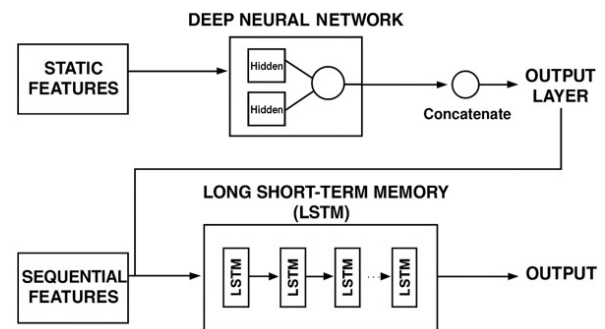 DEEP NEURAL NETWORK
STATIC
FEATURES
Hidden
Hidden
Concatenate
OUTPUT
LAYER
LONG SHORT-TERM MEMORY
(LSTM)
SEQUENTIAL
FEATURES
LSTM
LSTM
LSTM
...
LSTM
OUTPUT